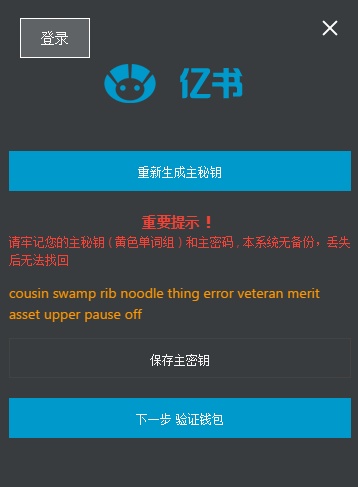 登录
亿书
重新生成主秘钥
重要提示！
请牢记您的主秘钥 ( 黄色单词组 ) 和主密码 , 本系统无备份，丢失
后无法找回
cousin swamp rib noodle thing error veteran merit
asset upper pause off
保存主密钥
下一步 验证钱包